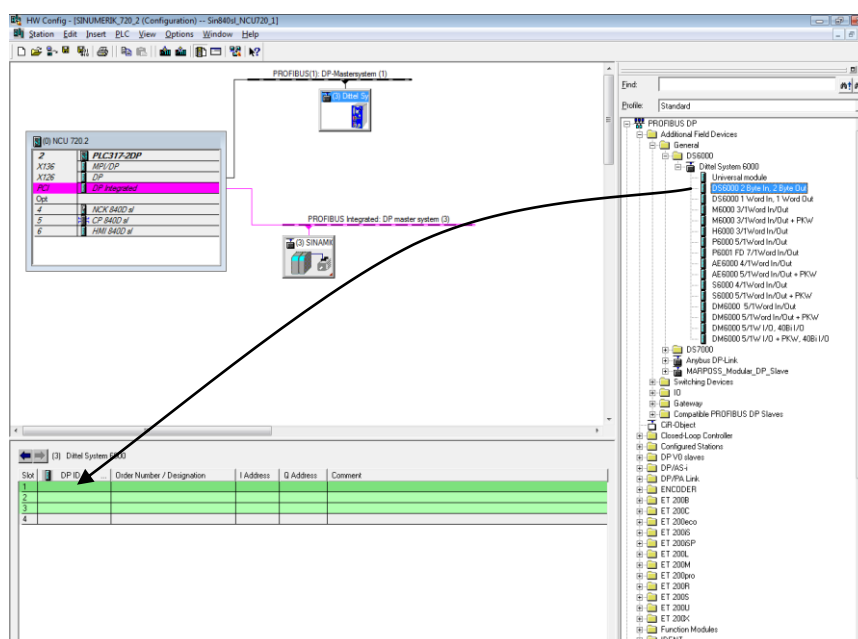 HW Config - [SINUMERIK_720_2 (Configuration) -- Sin840sl_NCU720_1]
Station Edit Insert PLC View Options Window Help
PROFIBUS(1): DP-Mastersystem (1)
(3) Dittel Sy
(0) NCU 720.2
2 PLC317-2DP
X136 MPI/DP
X126 DP
PCI DP Integrated
Opt
4 NCK 840D sl
5 CP 840D sl
6 HMI 840D sl
PROFIBUS Integrated: DP master system (3)
(3) SINAMI
Find:
Profile: Standard
PROFIBUS DP
Additional Field Devices
General
DS6000
Dittel System 6000
Universal module
DS6000 2 Byte In, 2 Byte Out
DS6000 1 Word In, 1 Word Out
M6000 3/1Word In/Out
M6000 3/1Word In/Out + PKW
H6000 3/1Word In/Out
P6000 5/1Word In/Out
P6001 FD 7/1Word In/Out
AE6000 4/1Word In/Out
AE6000 5/1Word In/Out + PKW
S6000 4/1Word In/Out
S6000 5/1Word In/Out + PKW
DM6000 5/1Word In/Out
DM6000 5/1Word In/Out + PKW
DM6000 5/1W I/O, 40Bi I/O
DM6000 5/1W I/O + PKW, 40Bi I/O
DS7000
Anybus DP-Link
MARPOSS_Modular_DP_Slave
Switching Devices
IO
Gateway
Compatible PROFIBUS DP Slaves
CiR-Object
Closed-Loop Controller
Configured Stations
DP V0 slaves
DP/AS-i
DP/PA Link
ENCODER
ET 200B
ET 200C
ET 200eco
ET 200iS
ET 200iSP
ET 200L
ET 200M
ET 200pro
ET 200R
ET 200S
ET 200U
ET 200X
Function Modules
IDENT
(3) Dittel System 6000
Slot DP ID ... Order Number / Designation I Address Q Address Comment
1
2
3
4